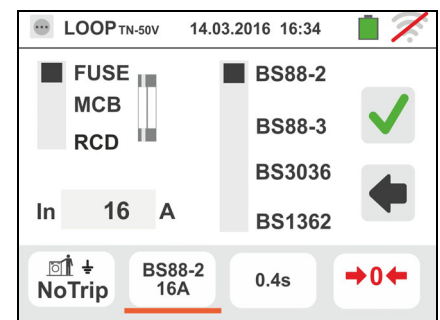 LOOP TN-50V 14.03.2016 16:34
FUSE
MCB
RCD
BS88-2
BS88-3
BS3036
BS1362
In 16 A
NoTrip
BS88-2
16A
0.4s
0